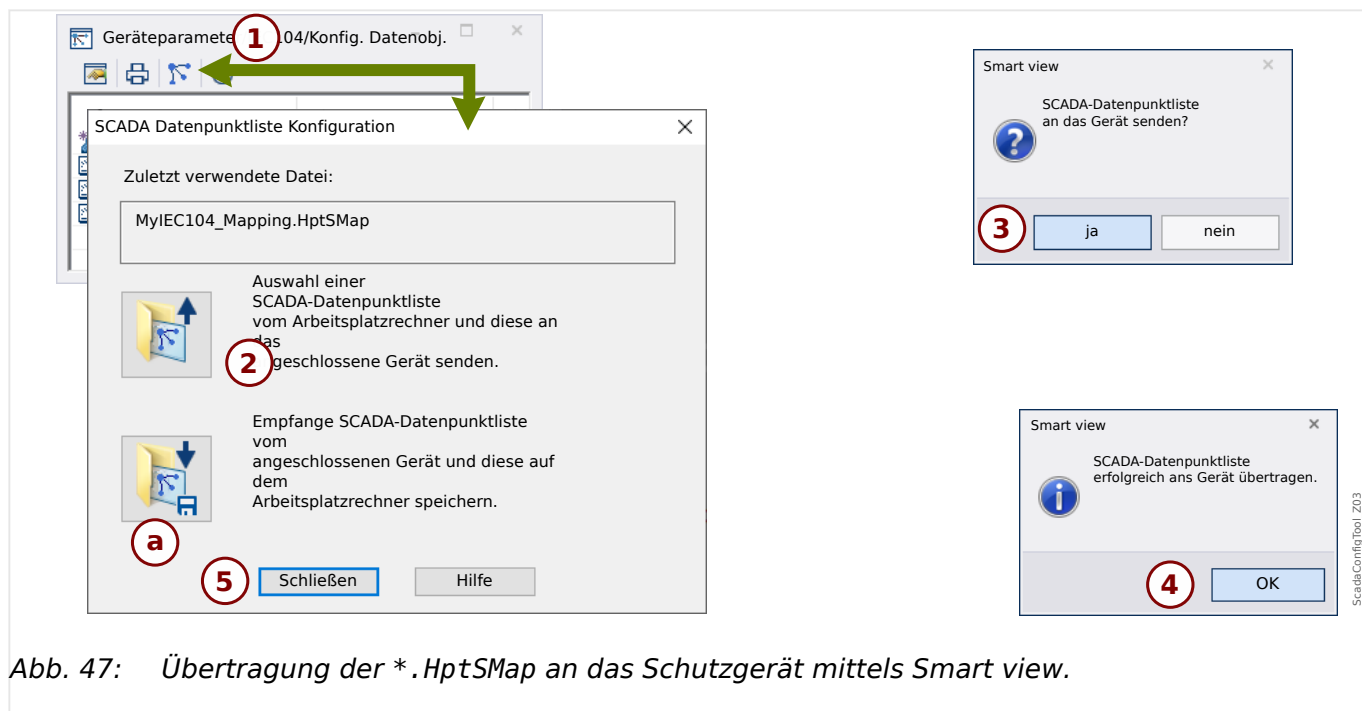 Geräteparamete
1
04/Konfig. Datenobj.
SCADA Datenpunktliste Konfiguration
Zuletzt verwendete Datei:
MyIEC104_Mapping.HptSMap
Auswahl einer
SCADA-Datenpunktliste
vom Arbeitsplatzrechner und diese an
das
2
geschlossene Gerät senden.
Empfange SCADA-Datenpunktliste
vom
angeschlossenen Gerät und diese auf
dem
Arbeitsplatzrechner speichern.
a
5
Schließen
Hilfe
Smart view
SCADA-Datenpunktliste
an das Gerät senden?
3
ja
nein
Smart view
SCADA-Datenpunktliste
erfolgreich ans Gerät übertragen.
4
OK
ScadaConfigTool_Z03
Abb. 47: Übertragung der *.HptSMap an das Schutzgerät mittels Smart view.